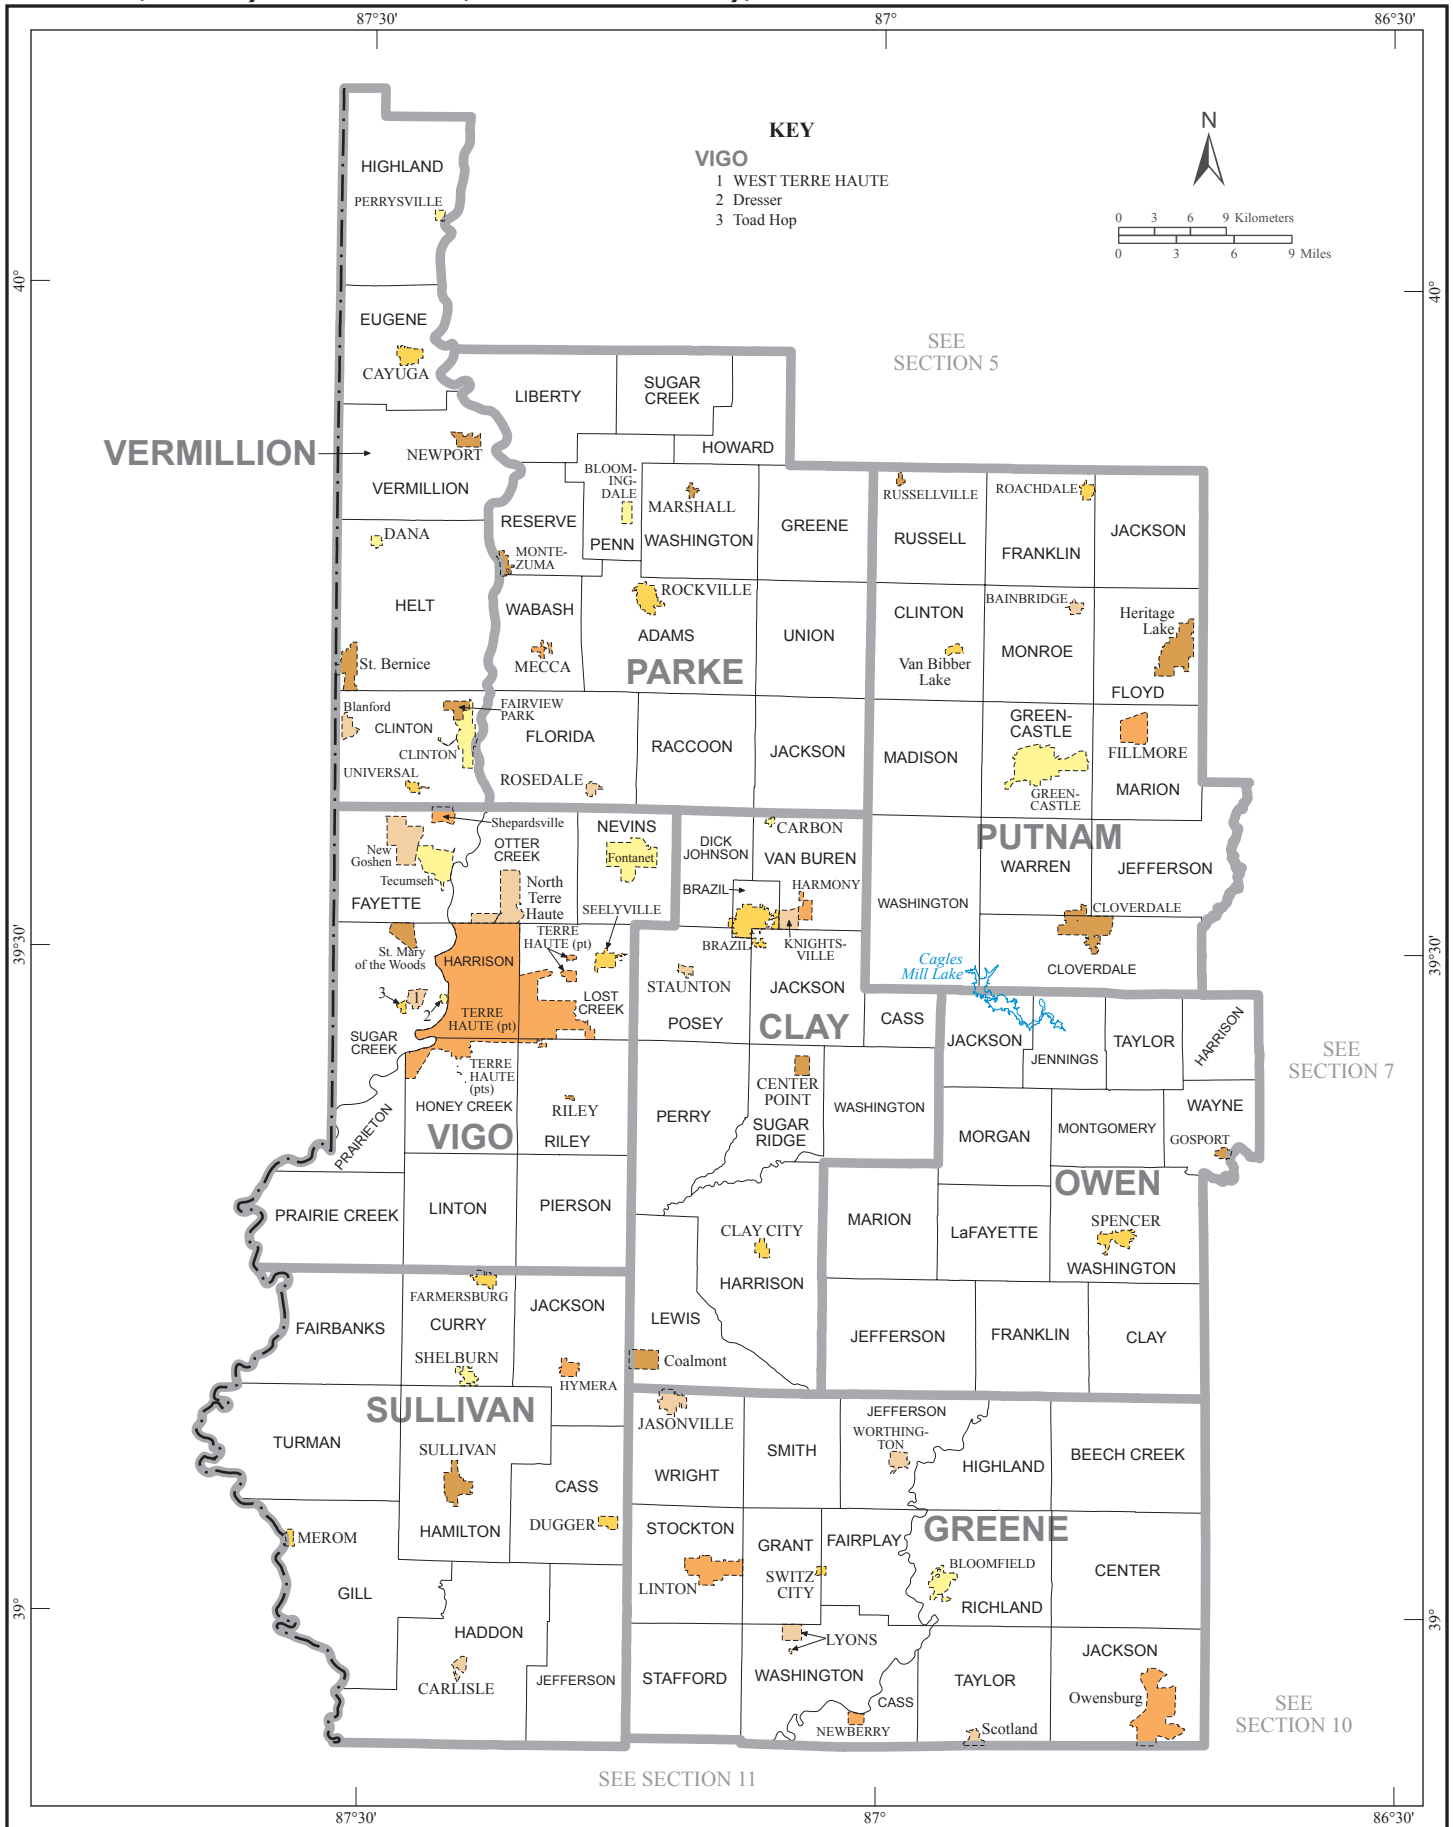 87°30'
87°
86°30'
KEY
VIGO
1 WEST TERRE HAUTE
2 Dresser
3 Toad Hop
N
0 3 6 9 Kilometers
0 3 6 9 Miles
40°
40°
HIGHLAND
PERRYSVILLE
EUGENE
CAYUGA
SEE
SECTION 5
LIBERTY
SUGAR
CREEK
HOWARD
VERMILLION
NEWPORT
VERMILLION
BLOOM-
ING-
DALE
MARSHALL
RESERVE
PENN
WASHINGTON
GREENE
RUSSELLVILLE
ROACHDALE
RUSSELL
FRANKLIN
JACKSON
DANA
MONTE-
ZUMA
HELT
WABASH
ROCKVILLE
ADAMS
UNION
MECCA
PARKE
St. Bernice
CLINTON
BAINBRIDGE
Heritage
Lake
Van Bibber
Lake
MONROE
FLOYD
Blanford
CLINTON
FAIRVIEW
PARK
CLINTON
UNIVERSAL
FLORIDA
ROSEDALE
RACCOON
JACKSON
MADISON
GREEN-
CASTLE
GREEN-
CASTLE
FILLMORE
MARION
PUTNAM
Shepardsville
New
Goshen
Tecumseh
OTTER
CREEK
NEVINS
Fontanet
FAYETTE
North
Terre
Haute
SEELYVILLE
DICK
JOHNSON
CARBON
VAN BUREN
BRAZIL
HARMONY
BRAZIL
KNIGHTS-
VILLE
WASHINGTON
WARREN
JEFFERSON
CLOVERDALE
CLOVERDALE
39°30'
39°30'
St. Mary
of the Woods
HARRISON
TERRE
HAUTE (pt)
LOST
CREEK
3
1
2
TERRE
HAUTE (pt)
SUGAR
CREEK
TERRE
HAUTE
(pts)
STAUNTON
POSEY
JACKSON
CLAY
CASS
Cagles
Mill Lake
JACKSON
JENNINGS
TAYLOR
HARRISON
SEE
SECTION 7
PRAIRIETON
HONEY CREEK
VIGO
RILEY
RILEY
PERRY
CENTER
POINT
SUGAR
RIDGE
WASHINGTON
MORGAN
MONTGOMERY
WAYNE
GOSPORT
OWEN
PRAIRIE CREEK
LINTON
PIERSON
CLAY CITY
HARRISON
MARION
LaFAYETTE
SPENCER
WASHINGTON
FARMERSBURG
CURRY
JACKSON
FAIRBANKS
SHELBURN
HYMERA
LEWIS
Coalmont
JEFFERSON
FRANKLIN
CLAY
SULLIVAN
TURMAN
SULLIVAN
CASS
JASONVILLE
WRIGHT
SMITH
JEFFERSON
WORTHING-
TON
HIGHLAND
BEECH CREEK
MEROM
HAMILTON
DUGGER
STOCKTON
LINTON
GRANT
SWITZ
CITY
FAIRPLAY
GREENE
BLOOMFIELD
RICHLAND
CENTER
39°
39°
GILL
HADDON
CARLISLE
JEFFERSON
STAFFORD
LYONS
WASHINGTON
CASS
NEWBERRY
TAYLOR
Scotland
JACKSON
Owensburg
SEE
SECTION 10
SEE SECTION 11
87°30'
87°
86°30'